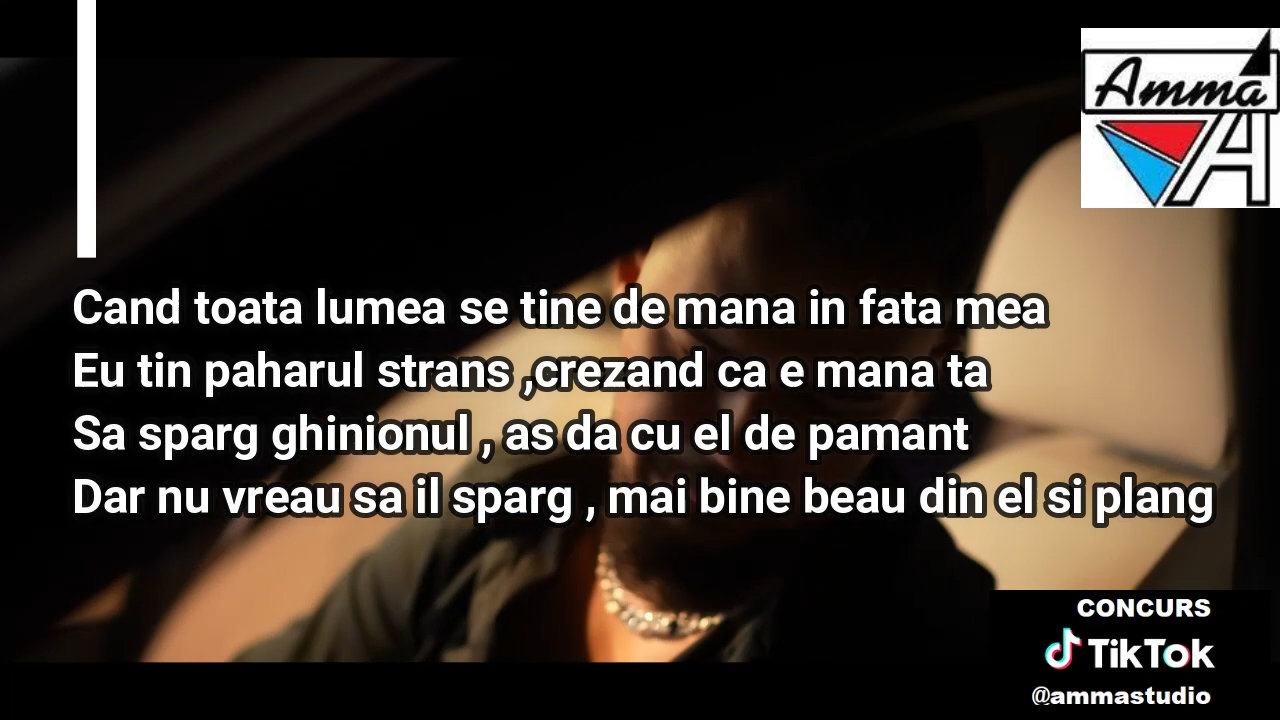 Amma
A
Cand toata lumea se tine de mana in fata mea
Eu tin paharul strans ,crezand ca e mana ta
Sa sparg ghinionul , as da cu el de pamant
Dar nu vreau sa il sparg , mai bine beau din el si plang
CONCURS
TikTok
@ammastudio